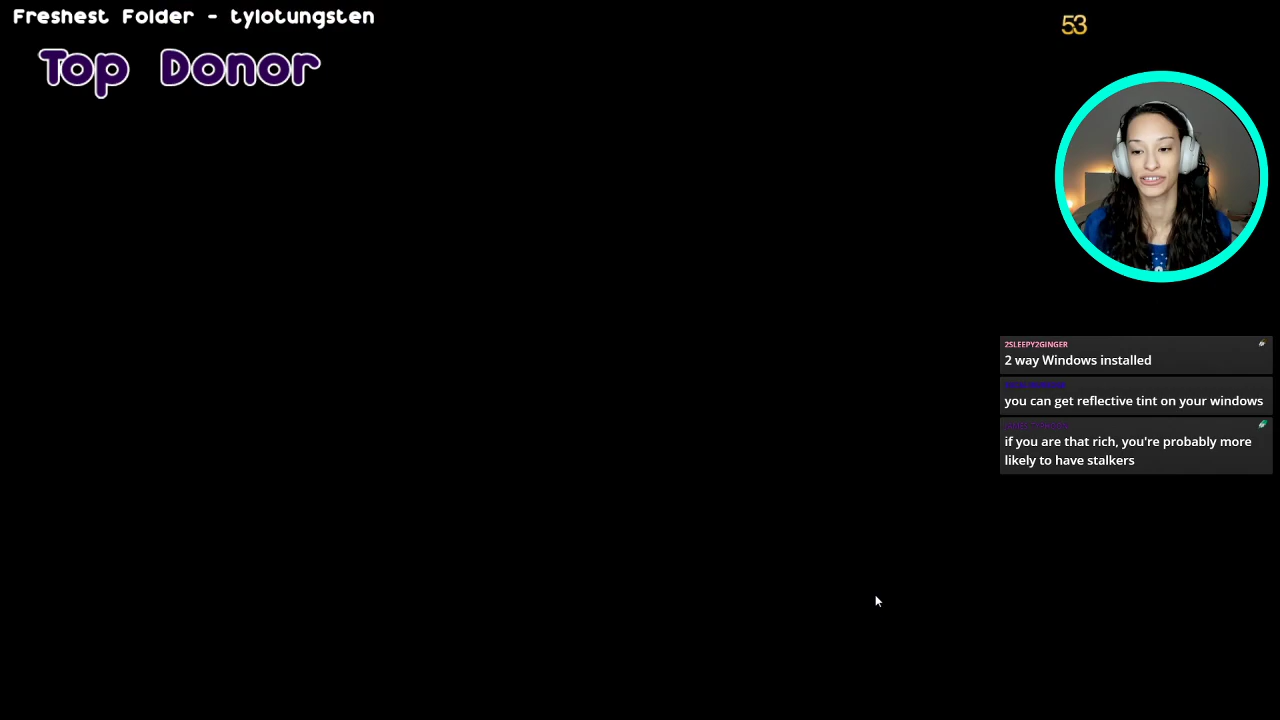 Freshest Folder - tylotungsten
53
Top Donor
2SLEEPY2GINGER
2 way Windows installed
you can get reflective tint on your windows
if you are that rich, you're probably more
likely to have stalkers